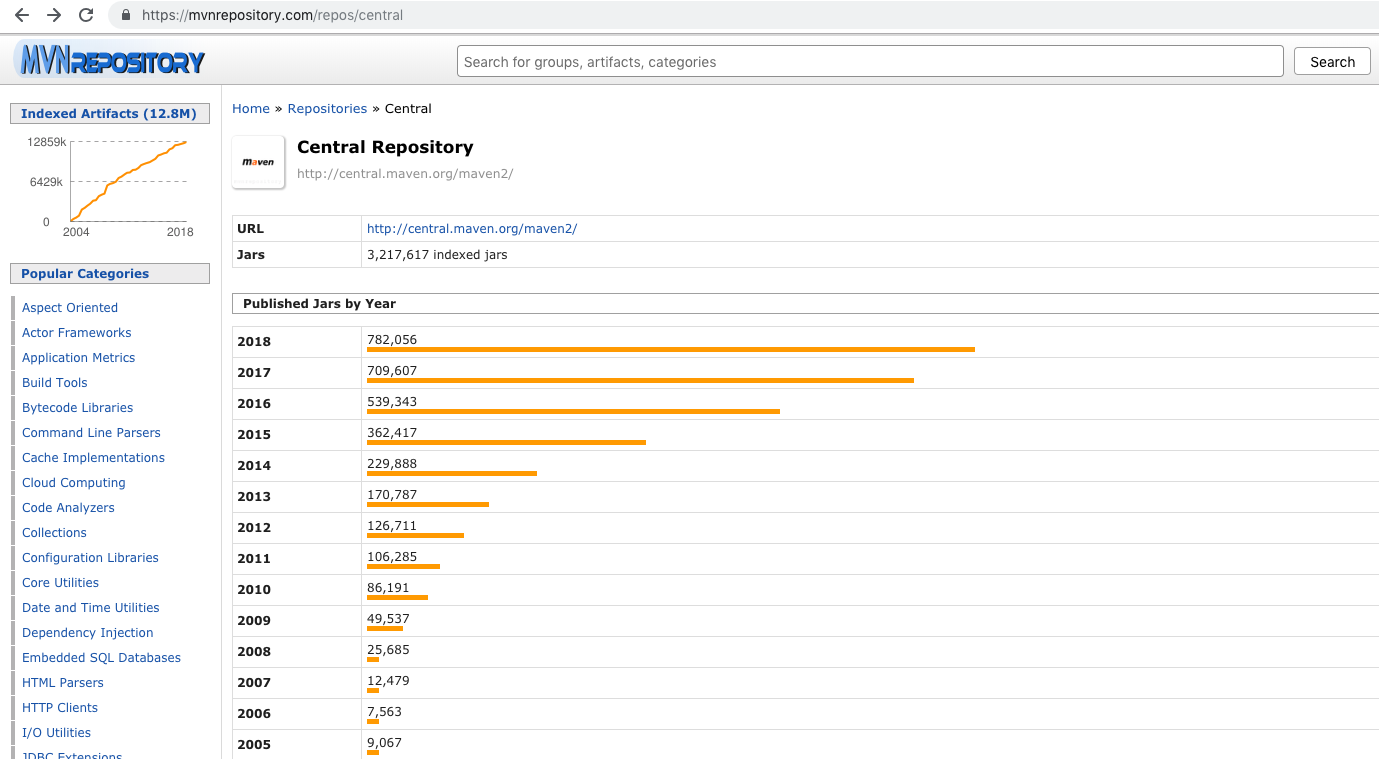 https://mvnrepository.com/repos/central
MVNREPOSITORY
Search for groups, artifacts, categories
Search
Indexed Artifacts (12.8M)
12859k
6429k
0
2004 2018
Popular Categories
Aspect Oriented
Actor Frameworks
Application Metrics
Build Tools
Bytecode Libraries
Command Line Parsers
Cache Implementations
Cloud Computing
Code Analyzers
Collections
Configuration Libraries
Core Utilities
Date and Time Utilities
Dependency Injection
Embedded SQL Databases
HTML Parsers
HTTP Clients
I/O Utilities
JDBC Extensions
Home » Repositories » Central
maven
Central Repository
http://central.maven.org/maven2/
URL http://central.maven.org/maven2/
Jars 3,217,617 indexed jars
Published Jars by Year
2018 782,056
2017 709,607
2016 539,343
2015 362,417
2014 229,888
2013 170,787
2012 126,711
2011 106,285
2010 86,191
2009 49,537
2008 25,685
2007 12,479
2006 7,563
2005 9,067